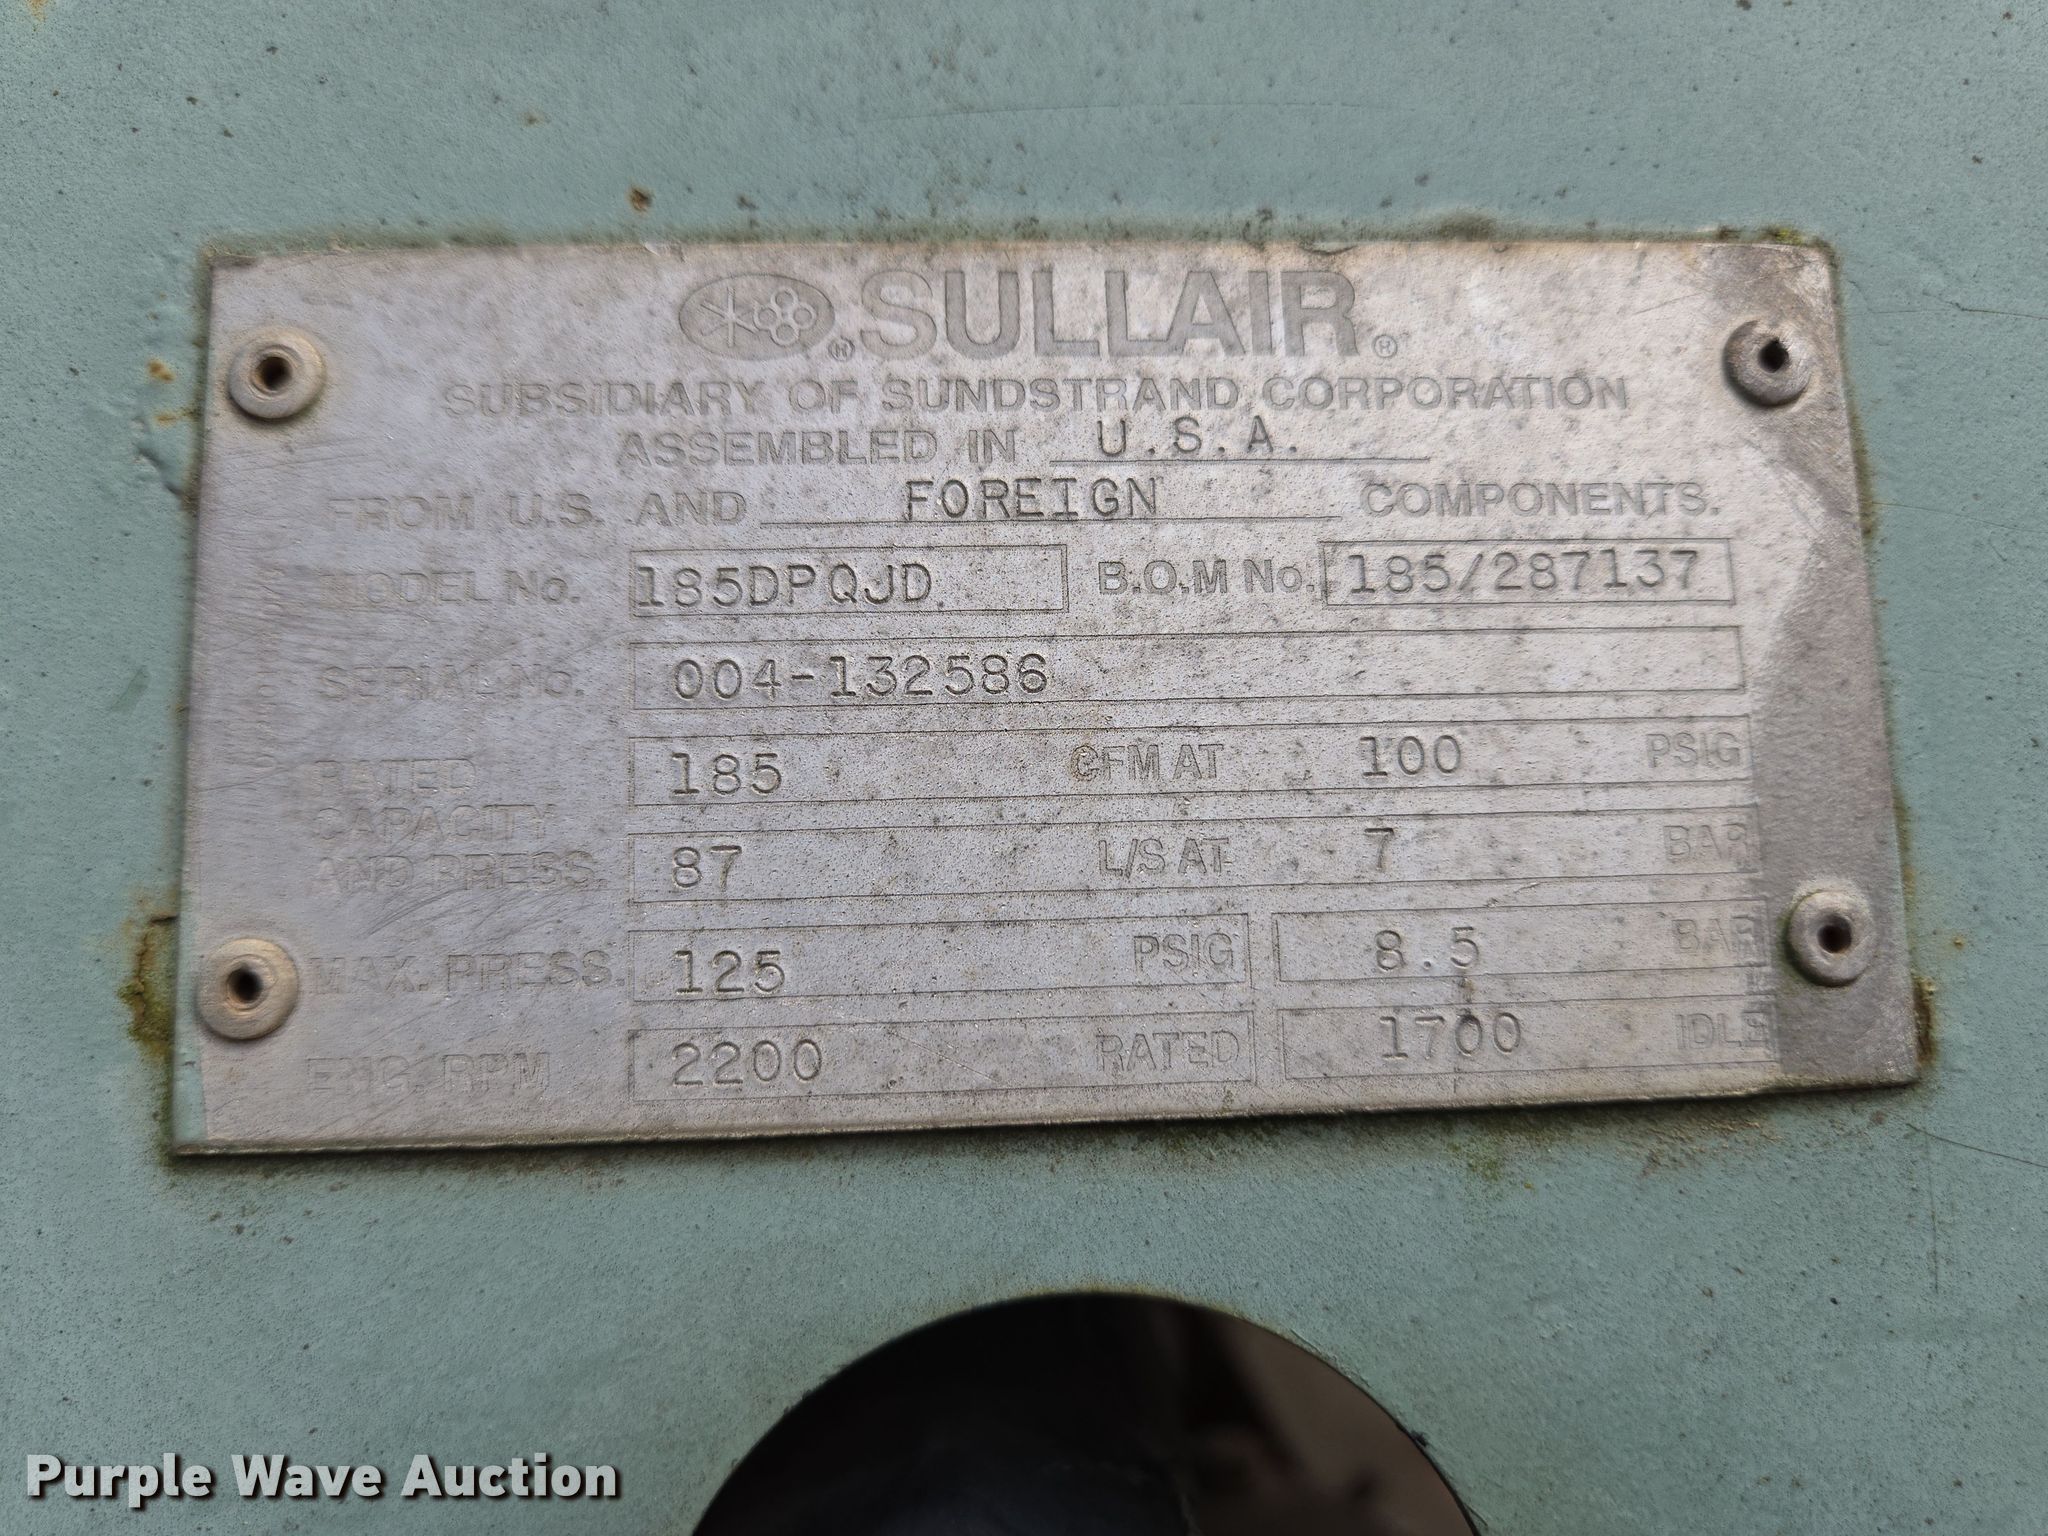 SULLAIR®
SUBSIDIARY OF SUNDSTRAND CORPORATION
ASSEMBLED IN U.S.A.
FROM U.S. AND FOREIGN COMPONENTS.
MODEL No. 185DPQJD B.O.M No. 185/287137
SERIAL No. 004-132586
RATED CAPACITY AND PRESS. 185 CFM AT 100 PSIG
87 L/S AT 7 BAR
MAX. PRESS. 125 PSIG 8.5 BAR
ENG. RPM 2200 RATED 1700 IDLE
Purple Wave Auction